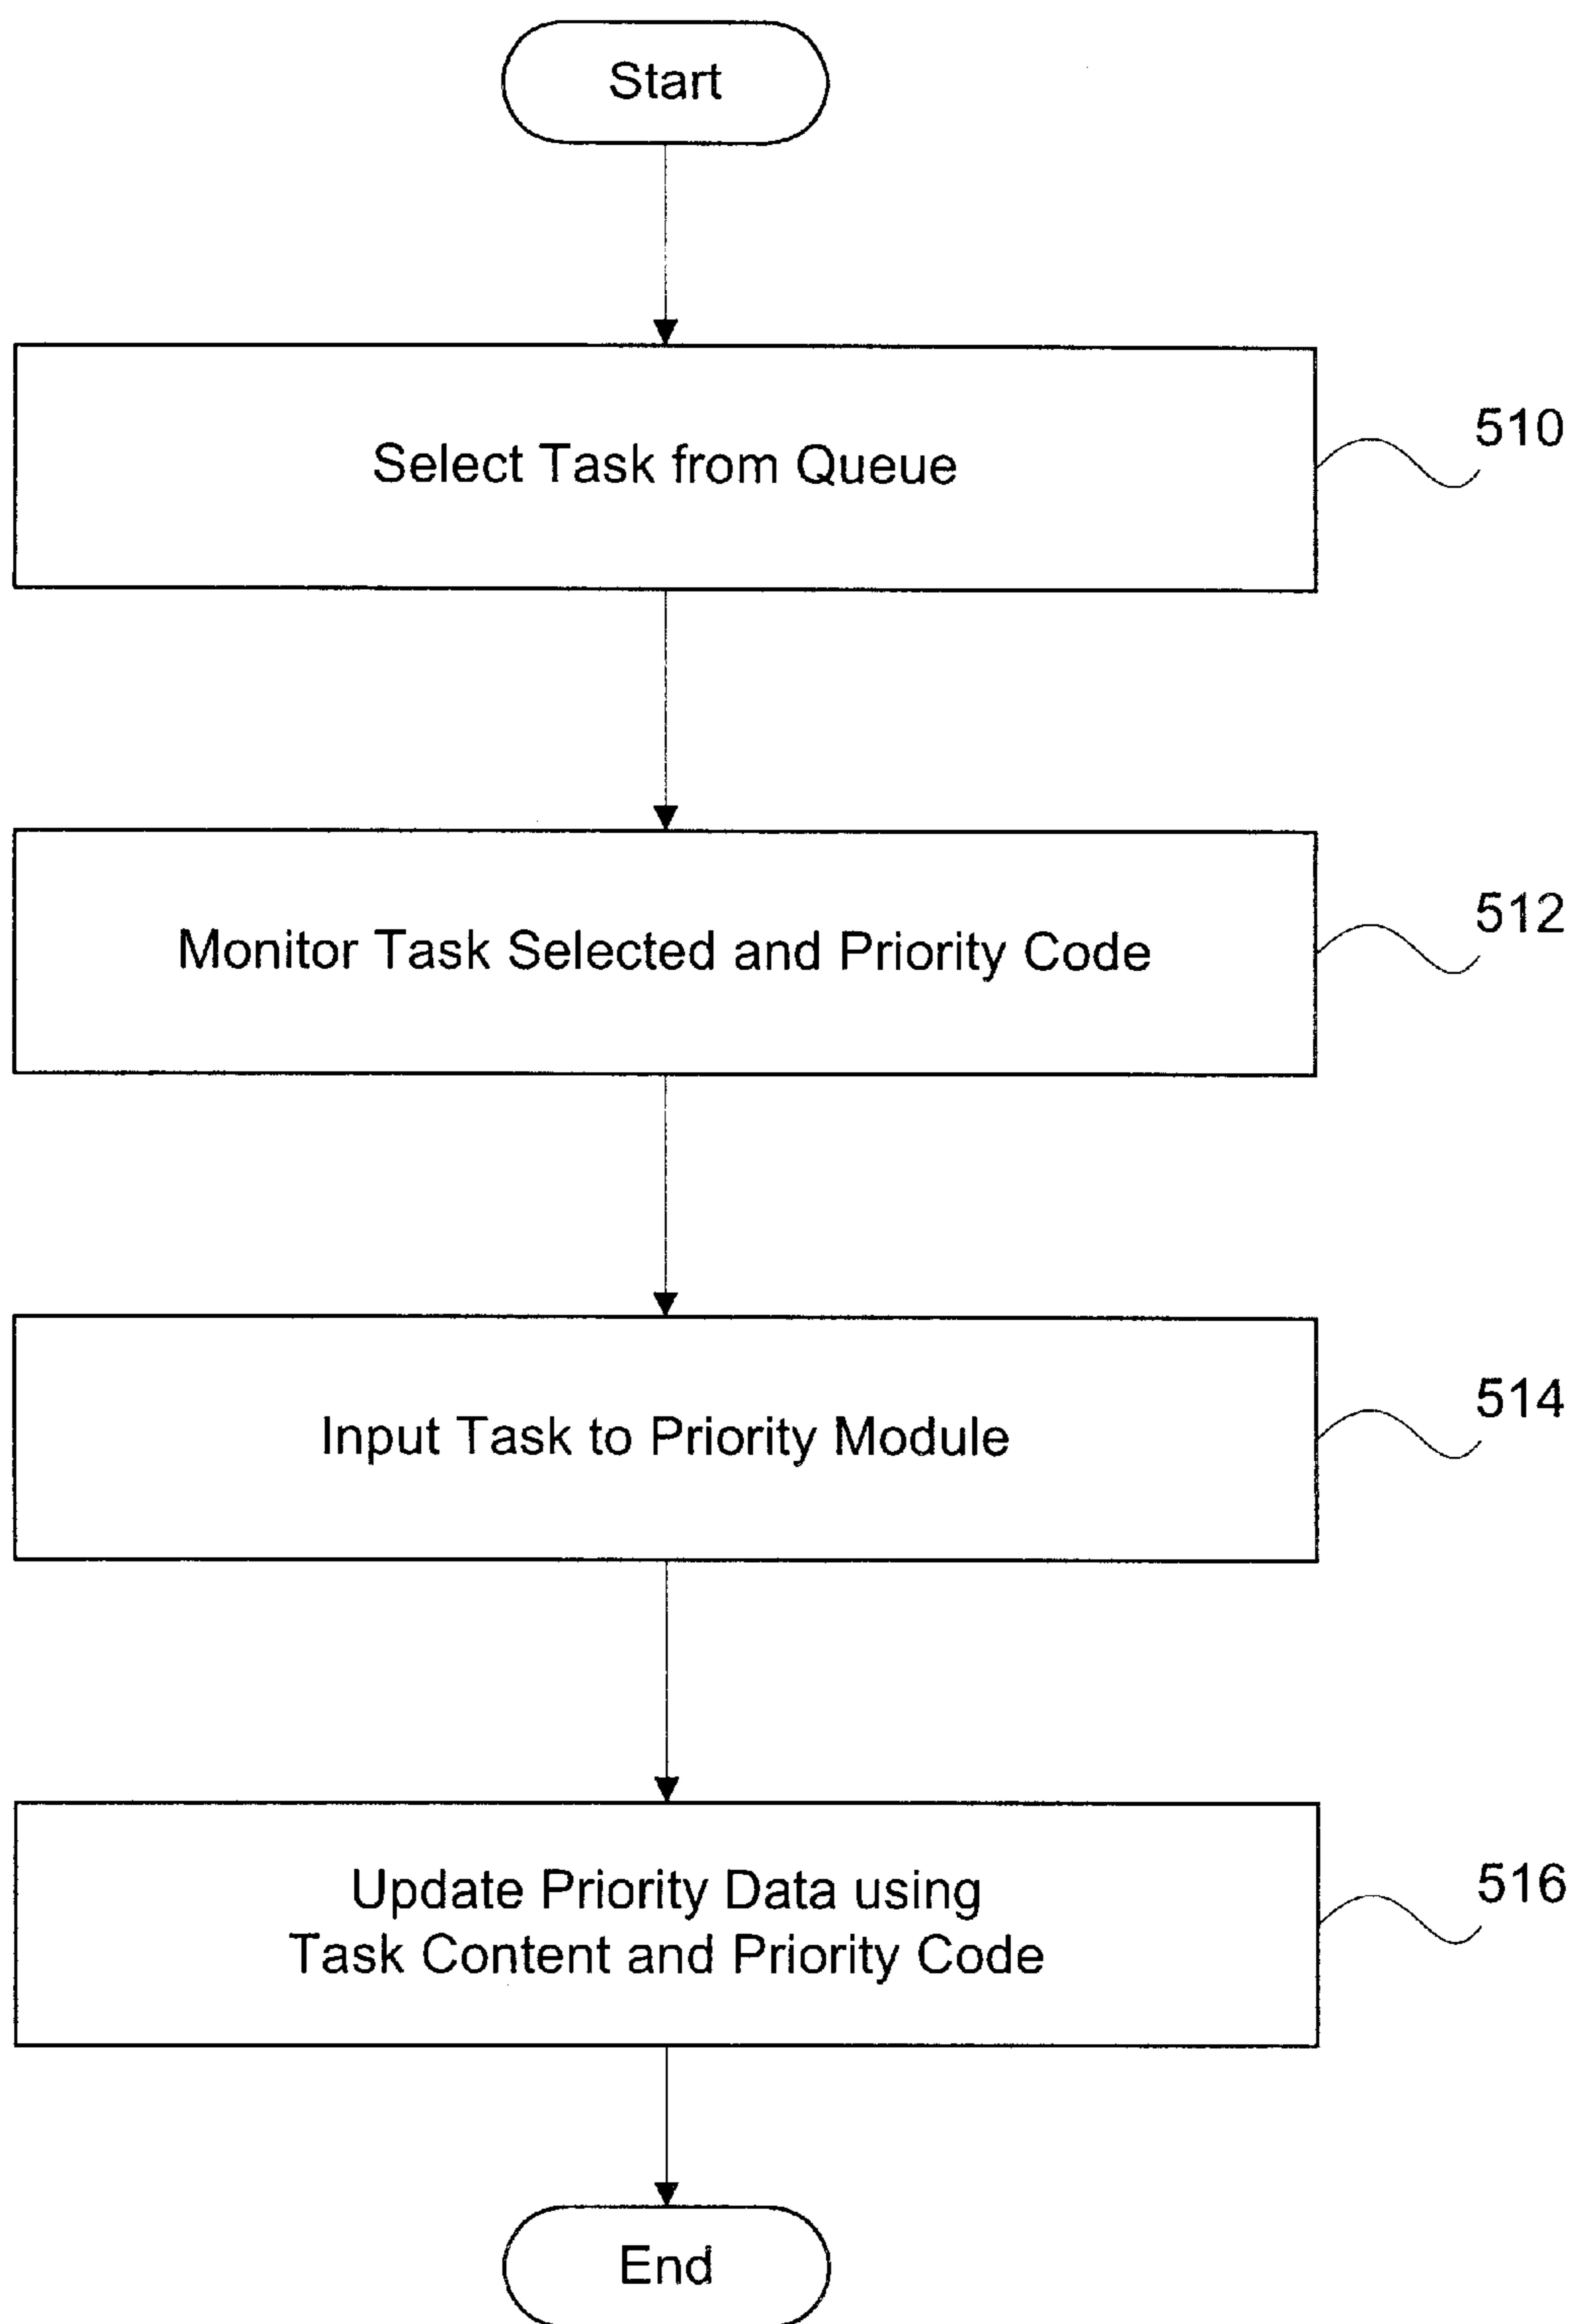 Start
Select Task from Queue
510
Monitor Task Selected and Priority Code
512
Input Task to Priority Module
514
Update Priority Data using
Task Content and Priority Code
516
End